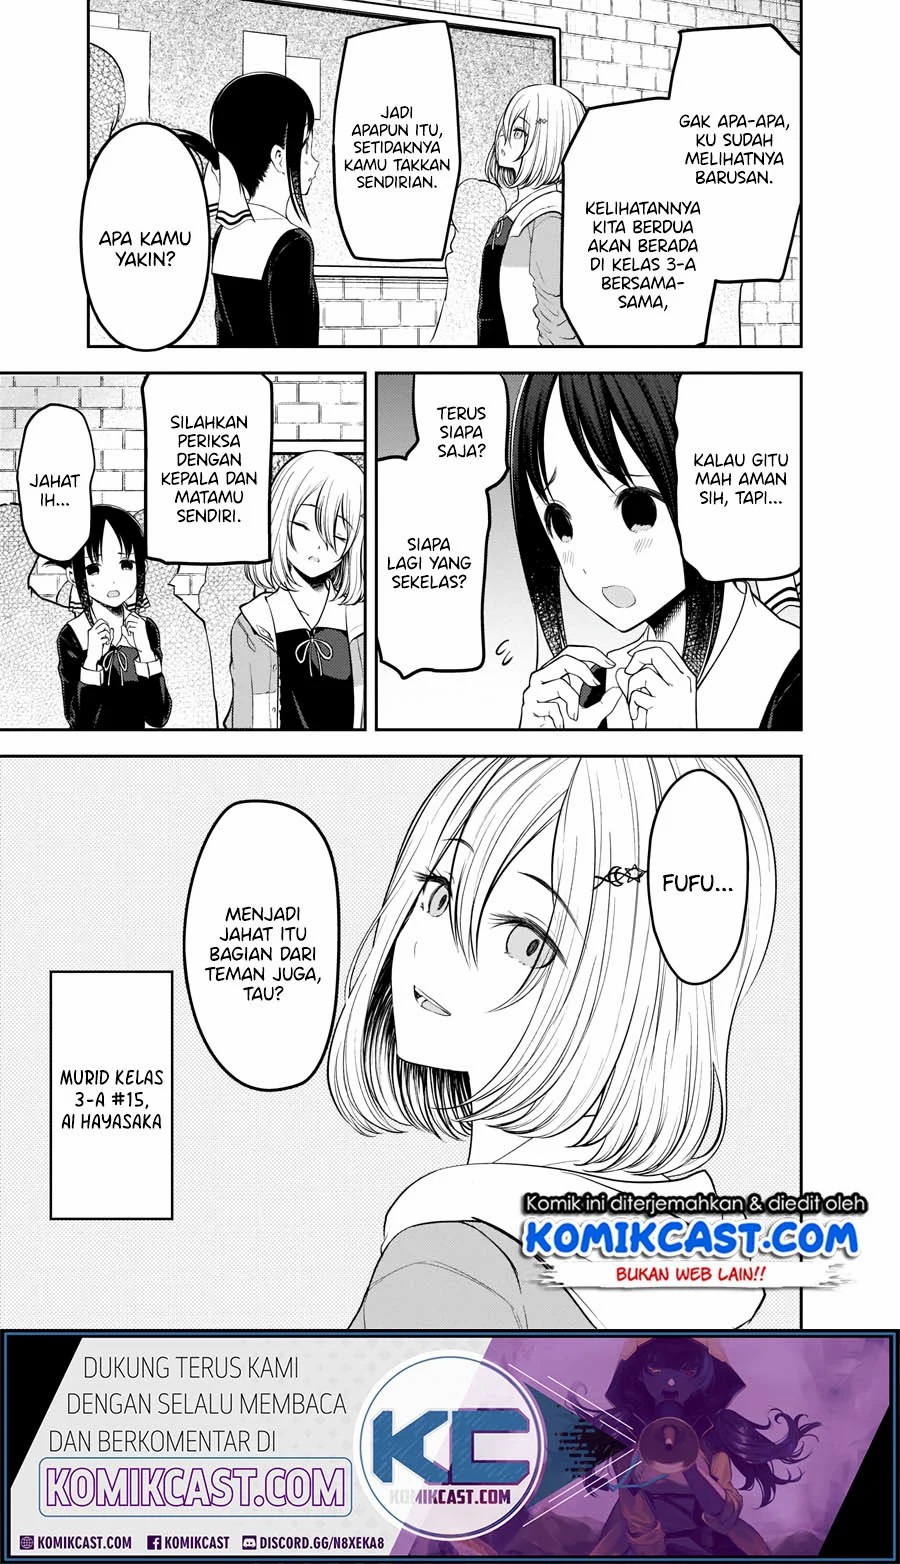 GAK APA-APA,
KU SUDAH
MELIHATNYA
BARUSAN.
KELIHATANNYA
KITA BERDUA
AKAN BERADA
DI KELAS 3-A
BERSAMA-
SAMA,
JADI
APAPUN ITU,
SETIDAKNYA
KAMU TAKKAN
SENDIRIAN.
APA KAMU
YAKIN?
KALAU GITU
MAH AMAN
SIH, TAPI...
TERUS
SIAPA
SAJA?
SIAPA
LAGI YANG
SEKELAS?
SILAHKAN
PERIKSA
DENGAN
KEPALA DAN
MATAMU
SENDIRI.
JAHAT
IH...
FUFU...
MENJADI
JAHAT ITU
BAGIAN DARI
TEMAN JUGA,
TAU?
MURID KELAS
3-A #15,
AI HAYASAKA
Komik ini diterjemahkan & diedit oleh
KOMIKCAST.COM
BUKAN WEB LAIN!!
DUKUNG TERUS KAMI
DENGAN SELALU MEMBACA
DAN BERKOMENTAR DI
KOMIKCAST.COM
KOMIKCAST.COM KOMIKCAST DISCORD.GG/N8XEKA8
KC
KOMIKCAST.COM